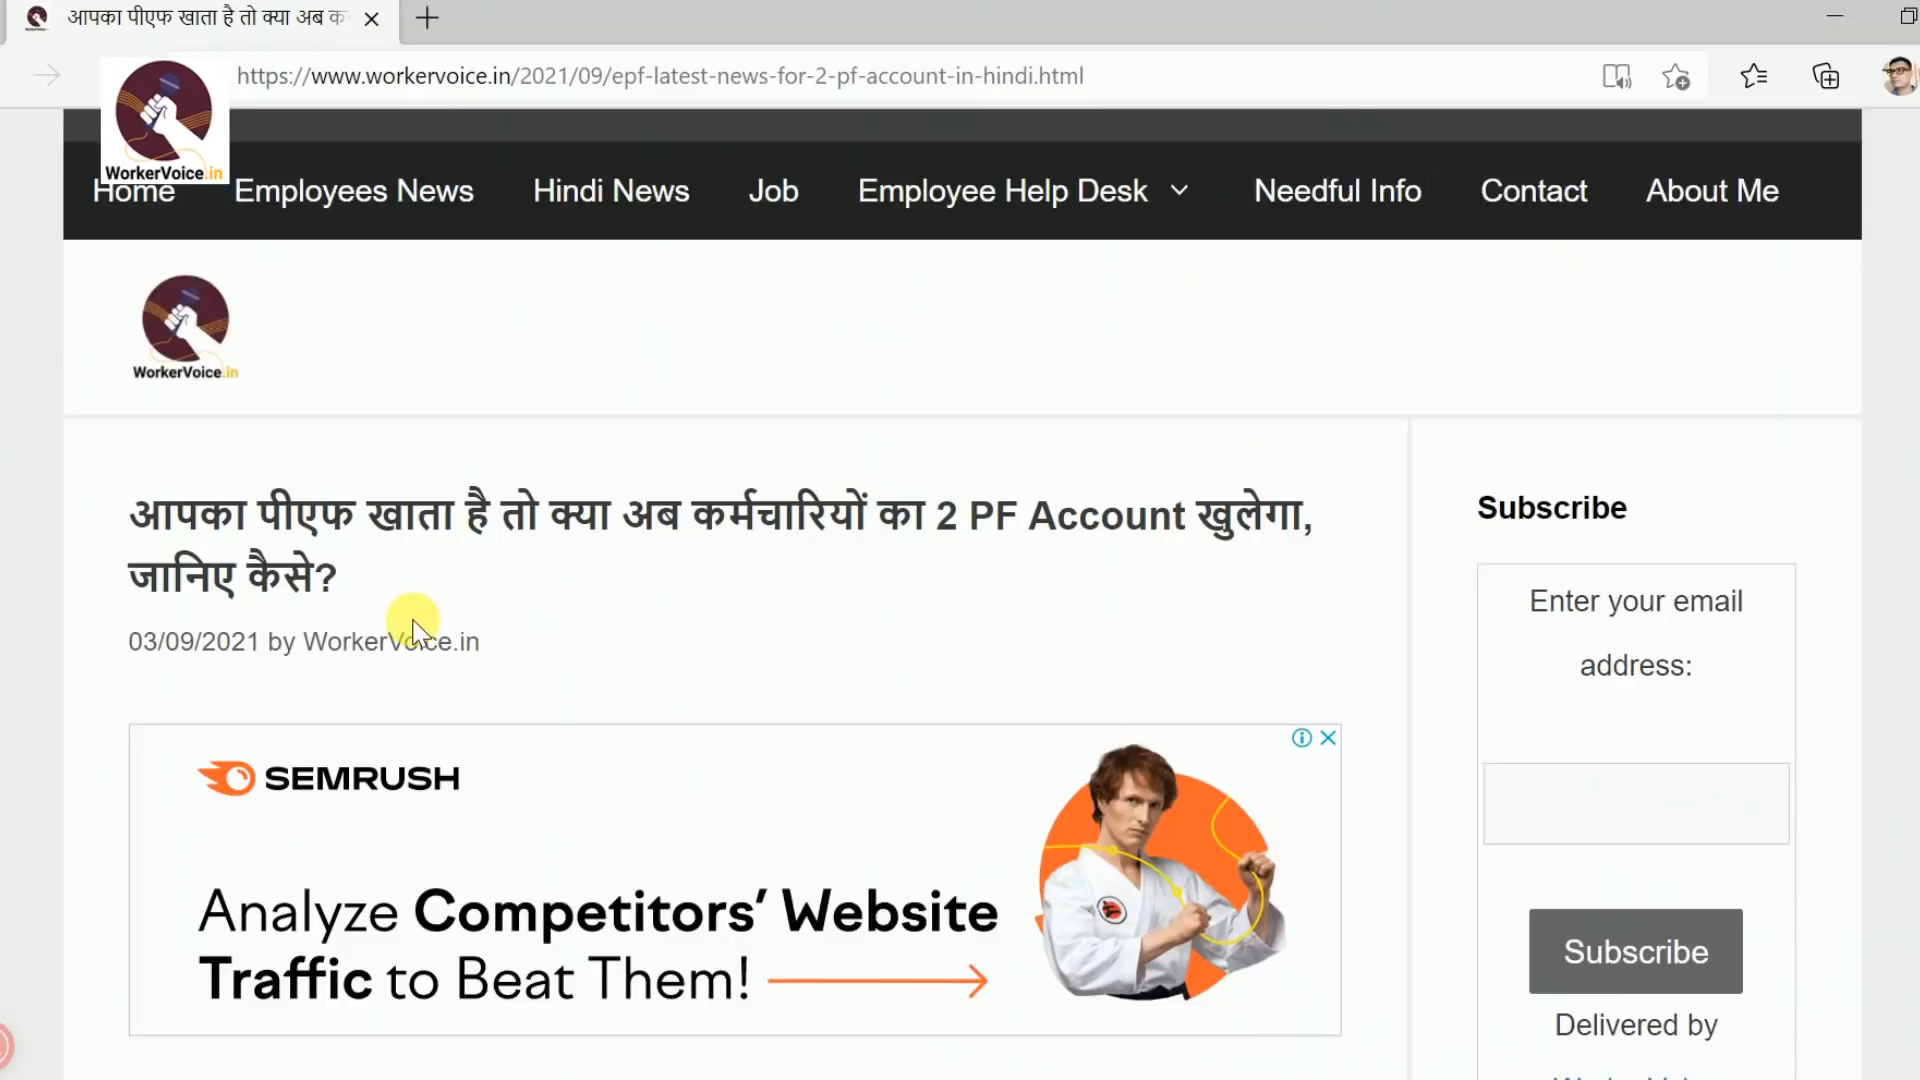 आपका पीएफ खाता है तो क्या अब क
https://www.workervoice.in/2021/09/epf-latest-news-for-2-pf-account-in-hindi.html
WorkerVoice.in
Home Employees News Hindi News Job Employee Help Desk Needful Info Contact About Me
WorkerVoice.in
आपका पीएफ खाता है तो क्या अब कर्मचारियों का 2 PF Account खुलेगा,
जानिए कैसे?
03/09/2021 by WorkerVoice.in
SEMRUSH
Analyze Competitors’ Website
Traffic to Beat Them!
Subscribe
Enter your email
address:
Subscribe
Delivered by